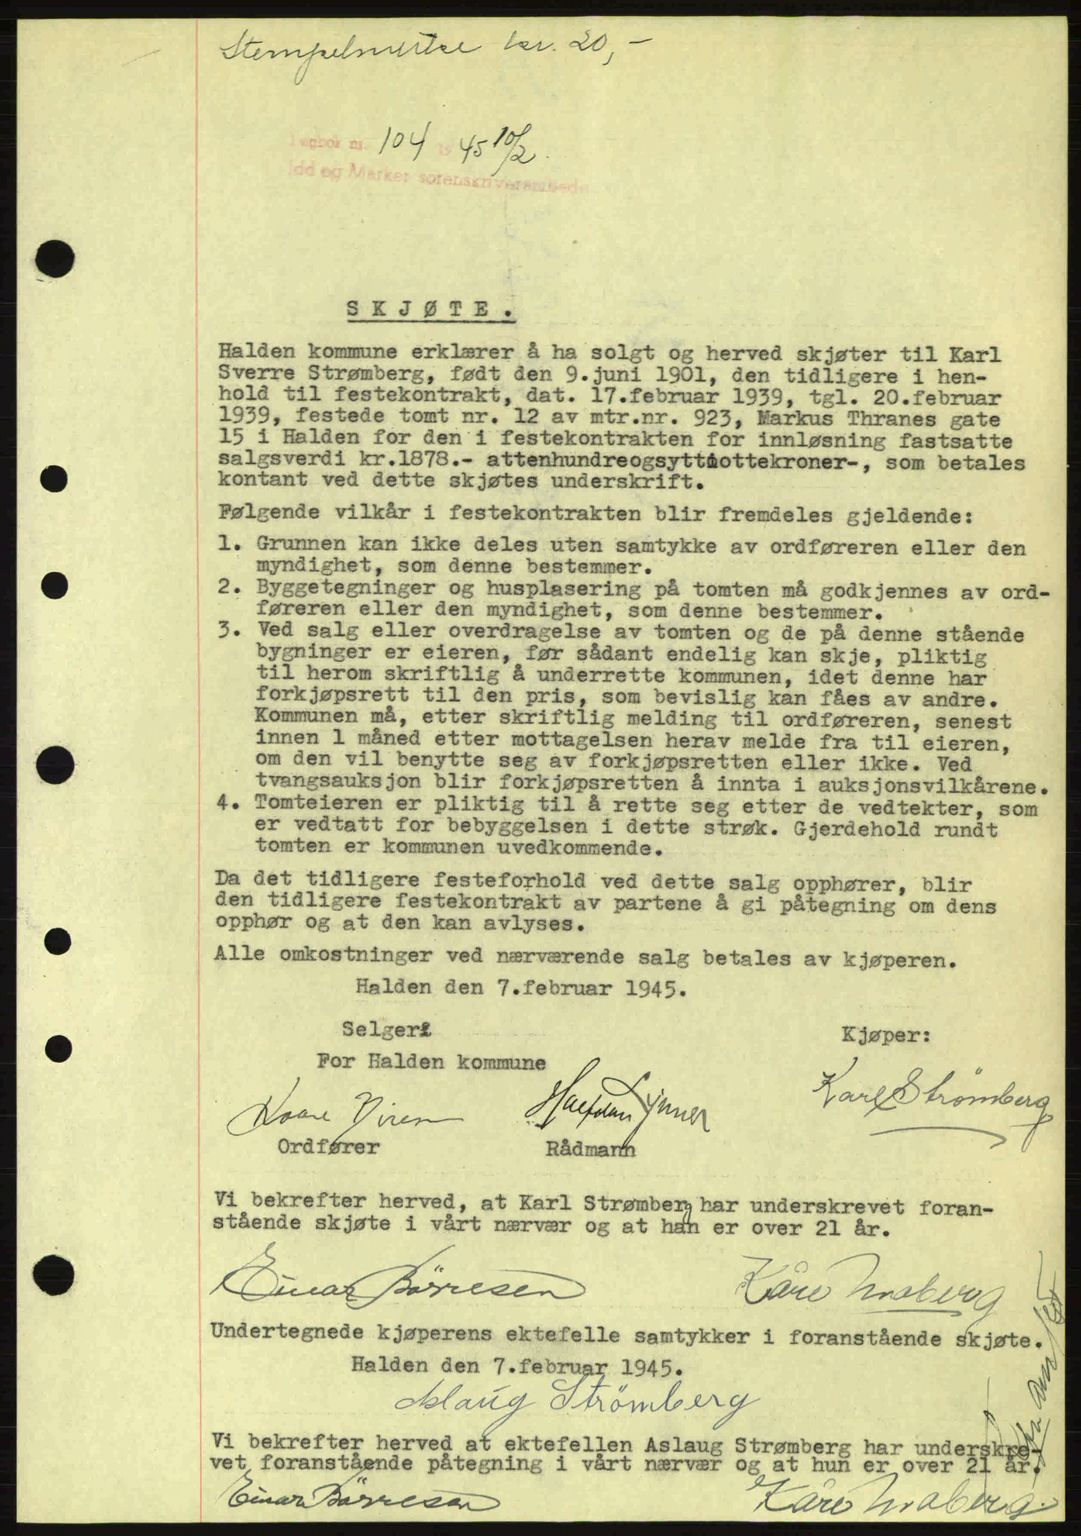 Stempelmerke kr. 20,-
Dagbok nr. 104 1945 10/2.
Idd og Marker sorenskriverembede
SKJØTE.
Halden kommune erklærer å ha solgt og herved skjøter til Karl
Sverre Strømberg, født den 9.juni 1901, den tidligere i hen-
hold til festekontrakt, dat. 17.februar 1939, tgl. 20.februar
1939, festede tomt nr. 12 av mtr.nr. 923, Markus Thranes gate
15 i Halden for den i festekontrakten for innløsning fastsatte
salgsverdi kr.1878.- attenhundreogsyttiottekroner-, som betales
kontant ved dette skjøtes underskrift.
Følgende vilkår i festekontrakten blir fremdeles gjeldende:
1. Grunnen kan ikke deles uten samtykke av ordføreren eller den
myndighet, som denne bestemmer.
2. Byggetegninger og husplasering på tomten må godkjennes av ord-
føreren eller den myndighet, som denne bestemmer.
3. Ved salg eller overdragelse av tomten og de på denne stående
bygninger er eieren, før sådant endelig kan skje, pliktig
til herom skriftlig å underrette kommunen, idet denne har
forkjøpsrett til den pris, som bevislig kan fåes av andre.
Kommunen må, etter skriftlig melding til ordføreren, senest
innen 1 måned etter mottagelsen herav melde fra til eieren,
om den vil benytte seg av forkjøpsretten eller ikke. Ved
tvangsauksjon blir forkjøpsretten å innta i auksjonsvilkårene.
4. Tomteieren er pliktig til å rette seg etter de vedtekter, som
er vedtatt for bebyggelsen i dette strøk. Gjerdehold rundt
tomten er kommunen uvedkommende.
Da det tidligere festeforhold ved dette salg opphører, blir
den tidligere festekontrakt av partene å gi påtegning om dens
opphør og at den kan avlyses.
Alle omkostninger ved nærværende salg betales av kjøperen.
Halden den 7.februar 1945.
Selger: Kjøper:
For Halden kommune
Kaare Viren Halfdan Karl Strømberg
Ordfører Rådmann
Vi bekrefter herved, at Karl Strømberg har underskrevet foran-
stående skjøte i vårt nærvær og at han er over 21 år.
Einar Børresen Kåre Moberg
Undertegnede kjøperens ektefelle samtykker i foranstående skjøte.
Halden den 7.februar 1945.
Aslaug Strømberg
Vi bekrefter herved at ektefellen Aslaug Strømberg har underskre-
vet foranstående påtegning i vårt nærvær og at hun er over 21 år.
Einar Børresen Kåre Moberg.